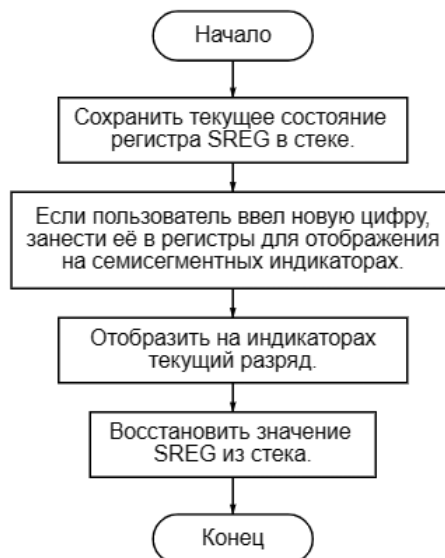 Начало
Сохранить текущее состояние
регистра SREG в стеке.
Если пользователь ввел новую цифру,
занести её в регистры для отображения
на семисегментных индикаторах.
Отобразить на индикаторах
текущий разряд.
Восстановить значение
SREG из стека.
Конец